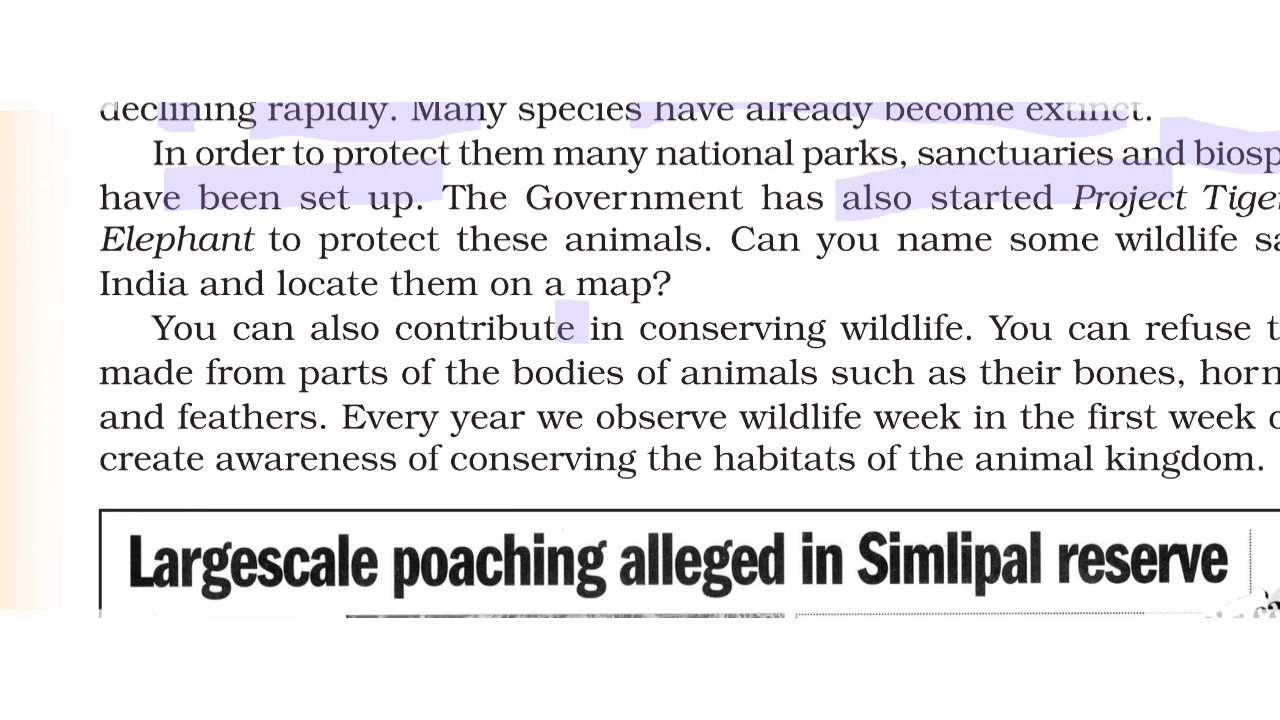 declining rapidly. Many species have already become extinct.
In order to protect them many national parks, sanctuaries and
have been set up. The Government has also started Project
Elephant to protect these animals. Can you name some wildlife
India and locate them on a map?
You can also contribute in conserving wildlife. You can refuse
made from parts of the bodies of animals such as their bones,
and feathers. Every year we observe wildlife week in the first week
create awareness of conserving the habitats of the animal kingdom.
Largescale poaching alleged in Simlipal reserve